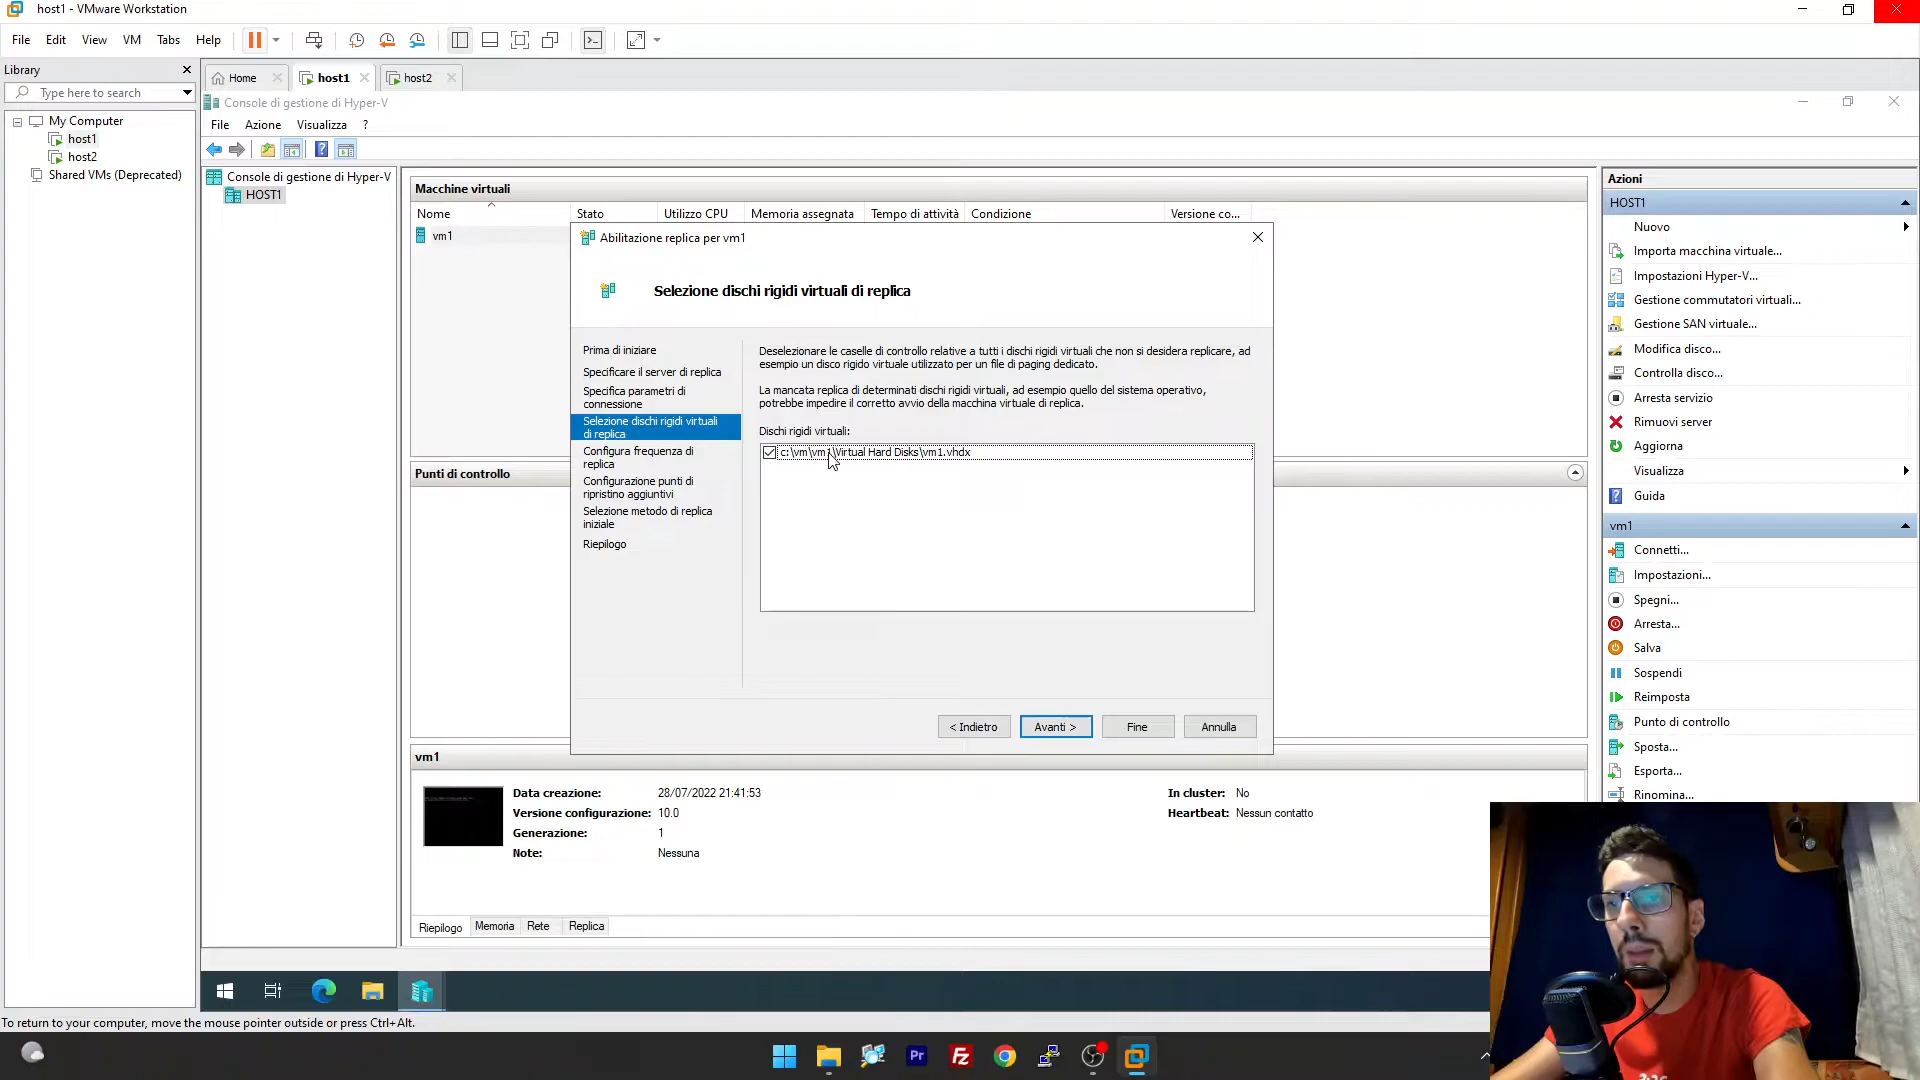 host1 - VMware Workstation
File Edit View VM Tabs Help
Library
Type here to search
My Computer
host1
host2
Shared VMs (Deprecated)
Home host1 host2
Console di gestione di Hyper-V
File Azione Visualizza ?
Console di gestione di Hyper-V
HOST1
Macchine virtuali
Nome Stato Utilizzo CPU Memoria assegnata Tempo di attività Condizione Versione co...
vm1
Abilitazione replica per vm1
Selezione dischi rigidi virtuali di replica
Prima di iniziare
Specificare il server di replica
Specifica parametri di
connessione
Selezione dischi rigidi virtuali
di replica
Configura frequenza di
replica
Configurazione punti di
ripristino aggiuntivi
Selezione metodo di replica
iniziale
Riepilogo
Deselezionare le caselle di controllo relative a tutti i dischi rigidi virtuali che non si desidera replicare, ad
esempio un disco rigido virtuale utilizzato per un file di paging dedicato.
La mancata replica di determinati dischi rigidi virtuali, ad esempio quello del sistema operativo,
potrebbe impedire il corretto avvio della macchina virtuale di replica.
Dischi rigidi virtuali:
c:\vm\vm1\Virtual Hard Disks\vm1.vhdx
< Indietro Avanti > Fine Annulla
Punti di controllo
vm1
Data creazione: 28/07/2022 21:41:53
Versione configurazione: 10.0
Generazione: 1
Note: Nessuna
In cluster: No
Heartbeat: Nessun contatto
Riepilogo Memoria Rete Replica
Azioni
HOST1
Nuovo
Importa macchina virtuale...
Impostazioni Hyper-V...
Gestione commutatori virtuali...
Gestione SAN virtuale...
Modifica disco...
Controlla disco...
Arresta servizio
Rimuovi server
Aggiorna
Visualizza
Guida
vm1
Connetti...
Impostazioni...
Spegni...
Arresta...
Salva
Sospendi
Reimposta
Punto di controllo
Sposta...
Esporta...
Rinomina...
To return to your computer, move the mouse pointer outside or press Ctrl+Alt.
Pr
Fz